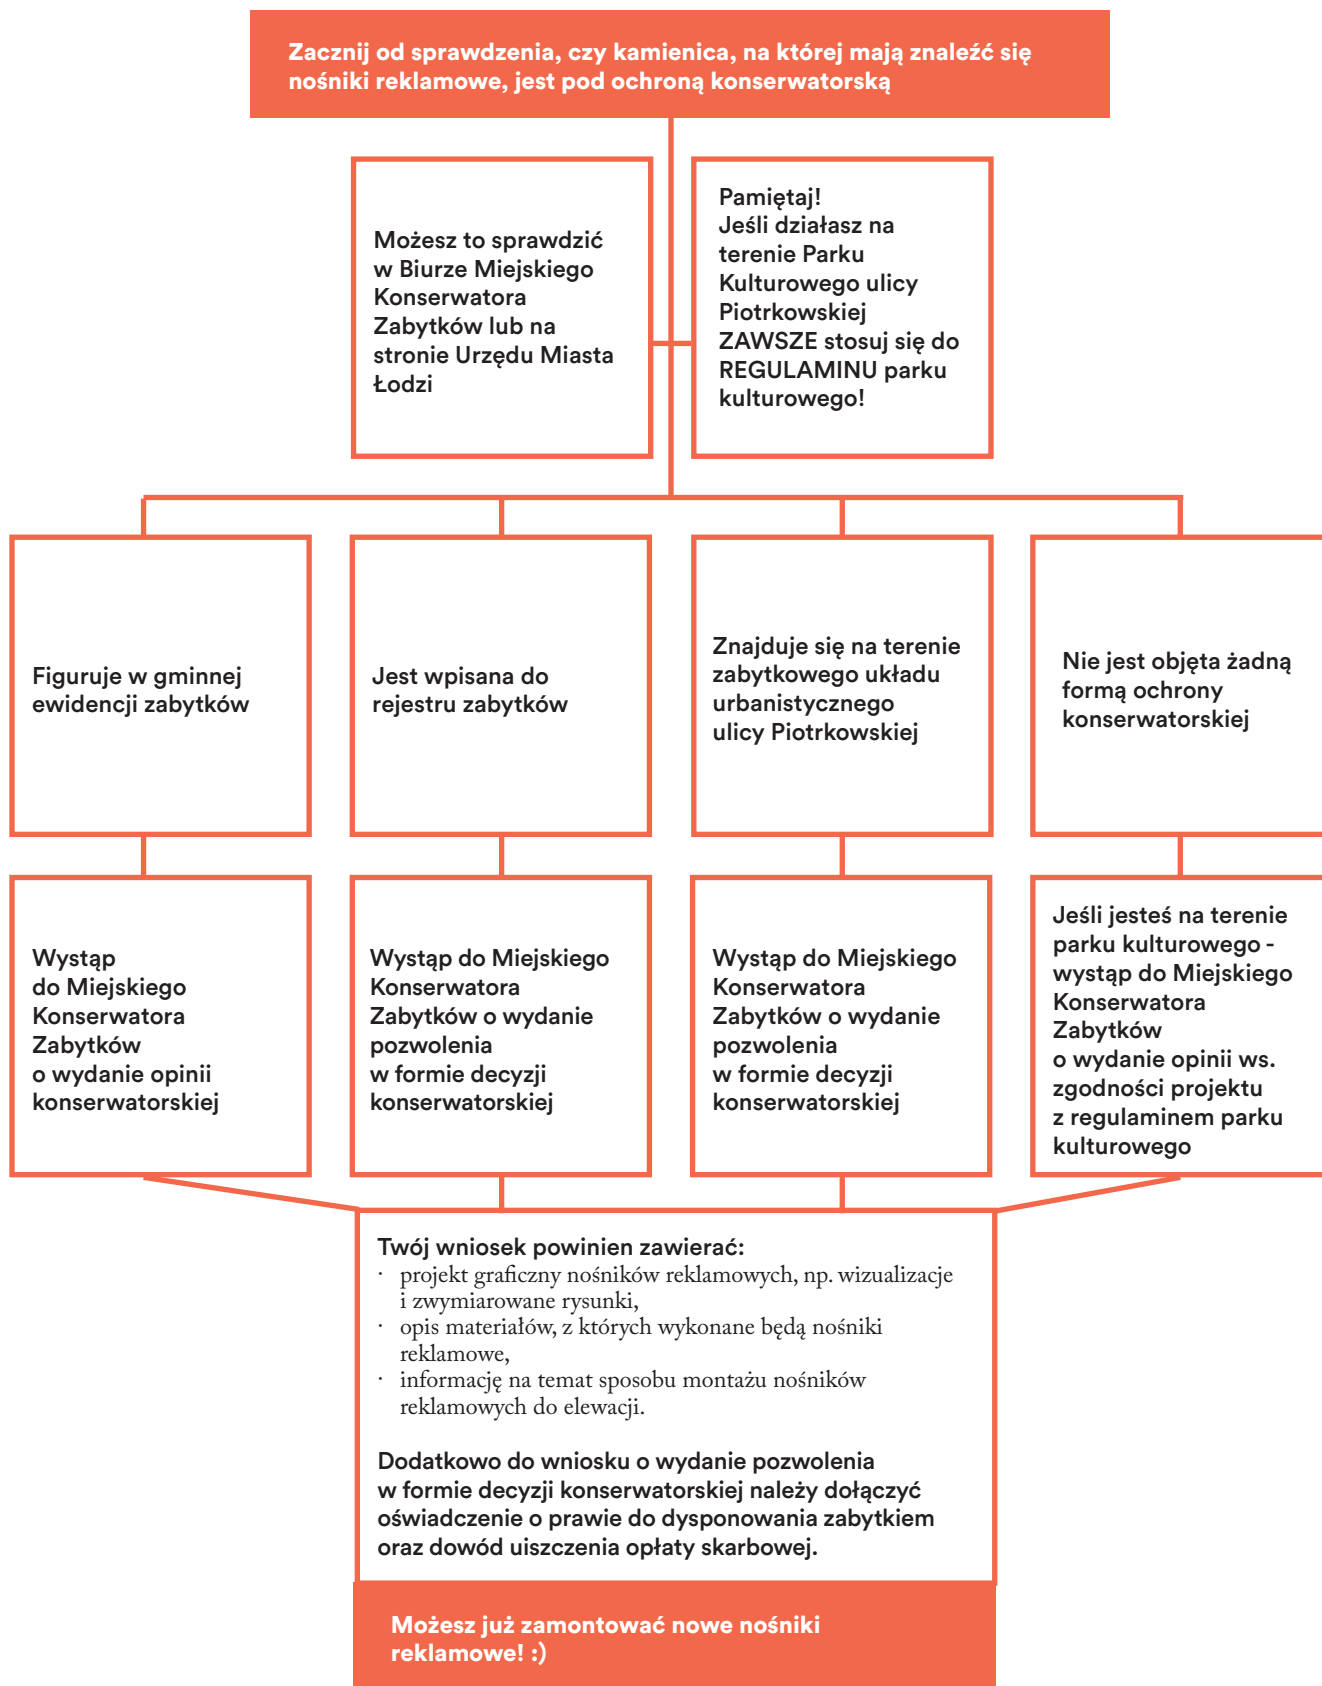 Zacznij od sprawdzenia, czy kamienica, na której mają znaleźć się
nośniki reklamowe, jest pod ochroną konserwatorską
Możesz to sprawdzić
w Biurze Miejskiego
Konserwatora
Zabytków lub na
stronie Urzędu Miasta
Łodzi
Pamiętaj!
Jeśli działasz na
terenie Parku
Kulturowego ulicy
Piotrkowskiej
ZAWSZE stosuj się do
REGULAMINU parku
kulturowego!
Figuruje w gminnej
ewidencji zabytków
Jest wpisana do
rejestru zabytków
Znajduje się na terenie
zabytkowego układu
urbanistycznego
ulicy Piotrkowskiej
Nie jest objęta żadną
formą ochrony
konserwatorskiej
Wystąp
do Miejskiego
Konserwatora
Zabytków
o wydanie opinii
konserwatorskiej
Wystąp do Miejskiego
Konserwatora
Zabytków o wydanie
pozwolenia
w formie decyzji
konserwatorskiej
Wystąp do Miejskiego
Konserwatora
Zabytków o wydanie
pozwolenia
w formie decyzji
konserwatorskiej
Jeśli jesteś na terenie
parku kulturowego -
wystąp do Miejskiego
Konserwatora
Zabytków
o wydanie opinii ws.
zgodności projektu
z regulaminem parku
kulturowego
Twój wniosek powinien zawierać:
· projekt graficzny nośników reklamowych, np. wizualizacje
i zwymiarowane rysunki,
· opis materiałów, z których wykonane będą nośniki
reklamowe,
· informację na temat sposobu montażu nośników
reklamowych do elewacji.
Dodatkowo do wniosku o wydanie pozwolenia
w formie decyzji konserwatorskiej należy dołączyć
oświadczenie o prawie do dysponowania zabytkiem
oraz dowód uiszczenia opłaty skarbowej.
Możesz już zamontować nowe nośniki
reklamowe! :)